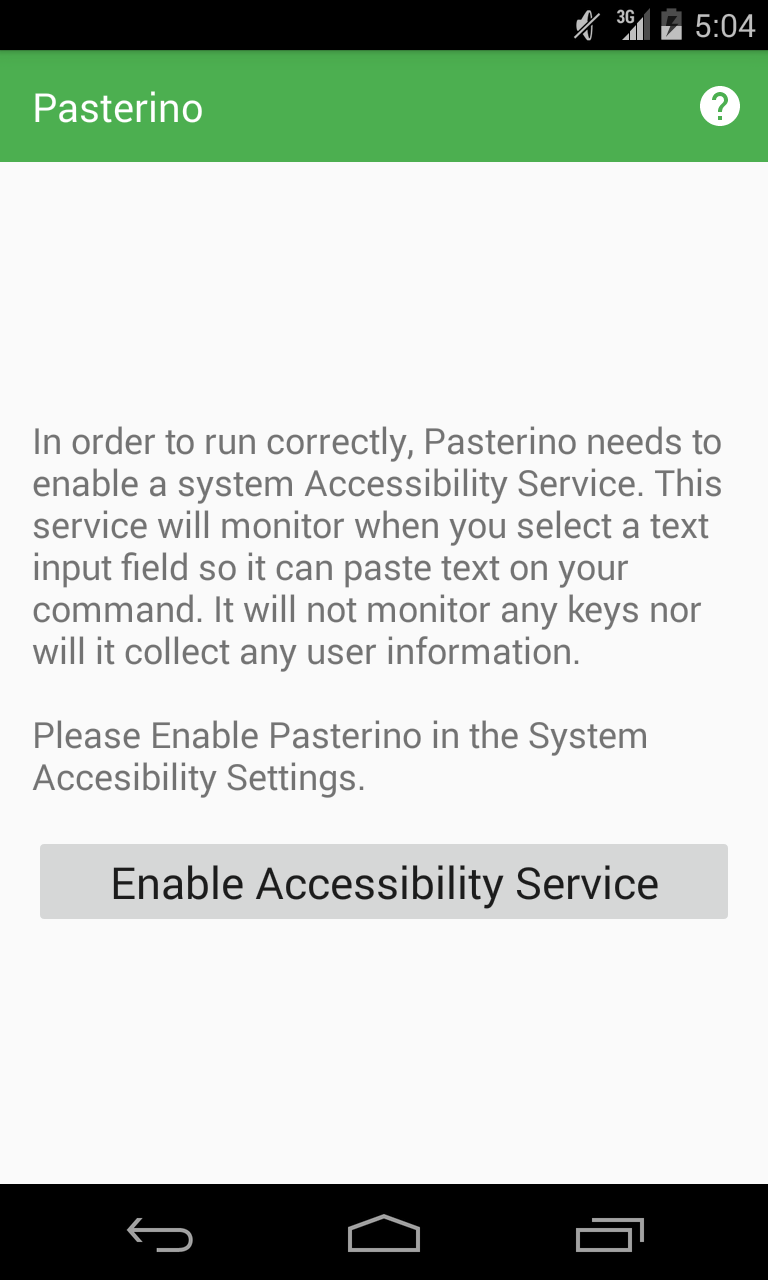 3G 5:04
Pasterino
In order to run correctly, Pasterino needs to
enable a system Accessibility Service. This
service will monitor when you select a text
input field so it can paste text on your
command. It will not monitor any keys nor
will it collect any user information.
Please Enable Pasterino in the System
Accesibility Settings.
Enable Accessibility Service